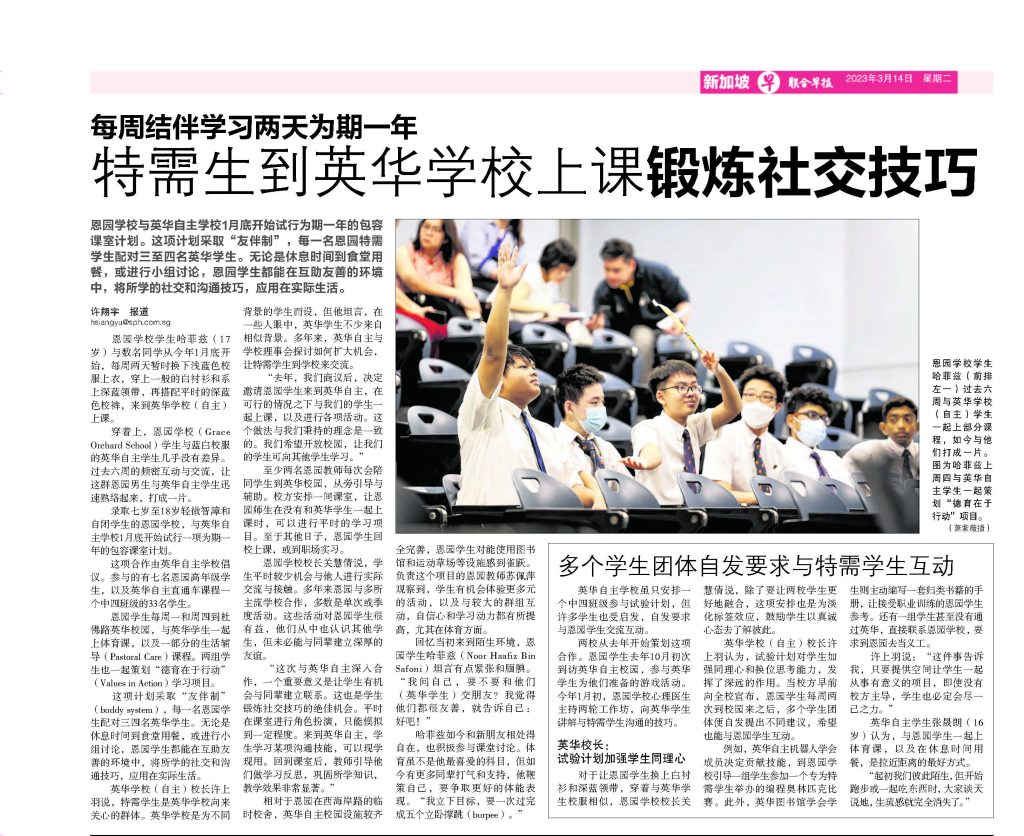 新加坡 早 联合早报 2023年3月14日 星期二
每周结伴学习两天为期一年
特需生到英华学校上课锻炼社交技巧
恩园学校与英华自主学校1月底开始试行为期一年的包容
课室计划。这项计划采取“友伴制”,每一名恩园特需
学生配对三至四名英华学生。无论是休息时间到食堂用
餐,或进行小组讨论,恩园学生都能在互助友善的环境
中,将所学的社交和沟通技巧,应用在实际生活。
许翔宇 报道
hsiangyu@sph.com.sg
恩园学校学生哈菲兹(17
岁)与数名同学从今年1月底开
始,每周两天暂时换下浅蓝色校
服上衣,穿上一般的白衬衫和系
上深蓝领带,再搭配平时的深蓝
色校裤,来到英华学校(自主)
上课。
穿着上,恩园学校(Grace
Orchard School)学生与蓝白校服
的英华自主学生几乎没有差异。
过去六周的频密互动与交流,让
这群恩园男生与英华自主学生迅
速熟络起来,打成一片。
录取七岁至18岁轻微智障和
自闭学生的恩园学校,与英华自
主学校1月底开始试行一项为期一
年的包容课室计划。
这项合作由英华自主学校倡
议。参与的有七名恩园高年级学
生,以及英华自主直通车课程一
个中四班级的33名学生。
恩园学生每周一和周四到杜
佛路英华校园,与英华学生一起
上体育课,以及一部分的生活辅
导(Pastoral Care)课程。两组学
生也一起策划“德育在于行动”
(Values in Action)学习项目。
这项计划采取“友伴制”
(buddy system),每一名恩园学
生配对三四名英华学生。无论是
休息时间到食堂用餐,或进行小
组讨论,恩园学生都能在互助友
善的环境中,将所学的社交和沟
通技巧,应用在实际生活。
英华学校(自主)校长许上
羽说,特需学生是英华学校向来
关心的群体。英华学校是为不同
背景的学生而设,但他坦言,在
一些人眼中,英华学生不少来自
相似背景。多年来,英华自主与
学校理事会探讨如何扩大机会,
让特需学生到学校来交流。
“去年,我们商议后,决定
邀请恩园学生来到英华自主,在
可行的情况之下与我们的学生一
起上课,以及进行各项活动。这
个做法与我们秉持的理念是一致
的。我们希望开放校园,让我们
的学生可向其他学生学习。”
至少两名恩园教师每次会陪
同学生到英华校园,从旁引导与
辅助。校方安排一间课室,让恩
园师生在没有和英华学生一起上
课时,可以进行平时的学习项
目。至于其他日子,恩园学生回
校上课,或到职场实习。
恩园学校校长关慧倩说,学
生平时较少机会与他人进行实际
交流与接触。多年来恩园与多所
主流学校合作,多数是单次或季
度活动。这些活动对恩园学生很
有益,他们从中也认识其他学
生,但未必能与同辈建立深厚的
友谊。
“这次与英华自主深入合
作,一个重要意义是让学生有机
会与同辈建立联系。这也是学生
锻炼社交技巧的绝佳机会。平时
在课室进行角色扮演,只能模拟
到一定程度。来到英华自主,学
生学习某项沟通技能,可以现学
现用。回到课室后,教师引导他
们做学习反思,巩固所学知识,
教学效果非常显著。”
相对于恩园在西海岸路的临
时校舍,英华自主校园设施较齐
全完善,恩园学生对能使用图书
馆和运动草场等设施感到雀跃。
负责这个项目的恩园教师苏佩萍
观察到,学生有机会体验更多元
的活动,以及与较大的群组互
动,自信心和学习动力都有所提
高,尤其在体育方面。
回忆当初来到陌生环境,恩
园学生哈菲兹(Noor Haafiz Bin
Safoni)坦言有点紧张和腼腆。
“我问自己,要不要和他们
(英华学生)交朋友?我觉得
他们都很友善,就告诉自己:
好吧!”
哈菲兹如今和新朋友相处得
自在,也积极参与课堂讨论。体
育虽不是他最喜爱的科目,但如
今有更多同辈打气和支持,他鞭策
自己,要争取更好的体能表
现。“我立下目标,要一次过完
成五个立卧撑跳(burpee)。”
恩园学校学生
哈菲兹(前排
左一)过去六
周与英华学校
(自主)学生
一起上部分课
程,如今与他
们打成一片。
图为哈菲兹上
周四与英华自
主学生一起策
划“德育在于
行动”项目。
(萧紫薇摄)
多个学生团体自发要求与特需学生互动
英华自主学校虽只安排一
个中四班级参与试验计划,但
许多学生也受启发,自发要求
与恩园学生交流互动。
两校从去年开始策划这项
合作。恩园学生去年10月初次
到访英华自主校园,参与英华
学生为他们准备的游戏活动。
今年1月初,恩园学校心理医生
主持两轮工作坊,向英华学生
讲解与特需学生沟通的技巧。
英华校长:
试验计划加强学生同理心
对于让恩园学生换上白衬
衫和深蓝领带,穿着与英华学
生校服相似,恩园学校校长关
慧倩说,除了要让两校学生更
好地融合,这项安排也是为淡
化标签效应,鼓励学生以真诚
心态去了解彼此。
英华学校(自主)校长许
上羽认为,试验计划对学生加
强同理心和换位思考能力,发
挥了深远的作用。当校方早前
向全校宣布,恩园学生每周两
次到校园来之后,多个学生团
体便自发提出不同建议,希望
也能与恩园学生互动。
例如,英华自主机器人学会
成员决定贡献技能,到恩园学
校引导一组学生参加一个专为特
需学生举办的编程奥林匹克比
赛。此外,英华图书馆学会学
生则主动编写一套归类书籍的手
册,让接受职业训练的恩园学生
参考。还有一组学生甚至没有通
过英华,直接联系恩园学校,要
求到恩园去当义工。
许上羽说:“这件事告诉
我,只要提供空间让学生一起
从事有意义的项目,即使没有
校方主导,学生也必定会尽一
己之力。”
英华自主学生张晟朗(16
岁)认为,与恩园学生一起上
体育课,以及在休息时间用
餐,是拉近距离的最好方式。
“起初我们彼此陌生,但开始
跑步或一起吃东西时,大家谈天
说地,生疏感就完全消失了。”